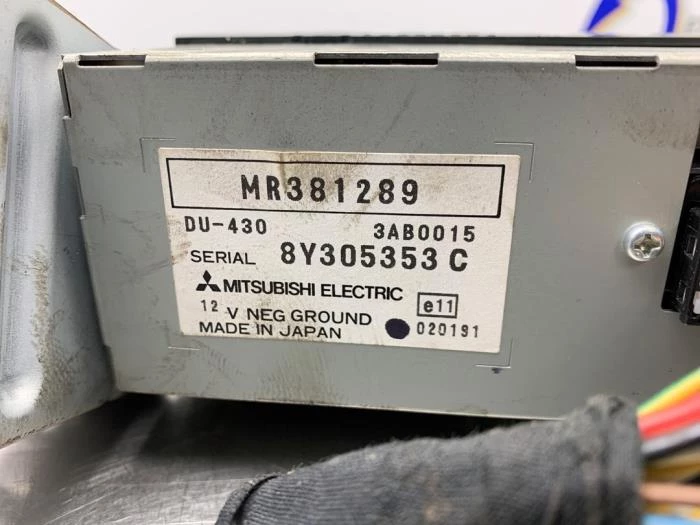 MR381289
DU-430 3AB0015
SERIAL 8Y305353 C
MITSUBISHI ELECTRIC e11
12 V NEG GROUND
MADE IN JAPAN 020191